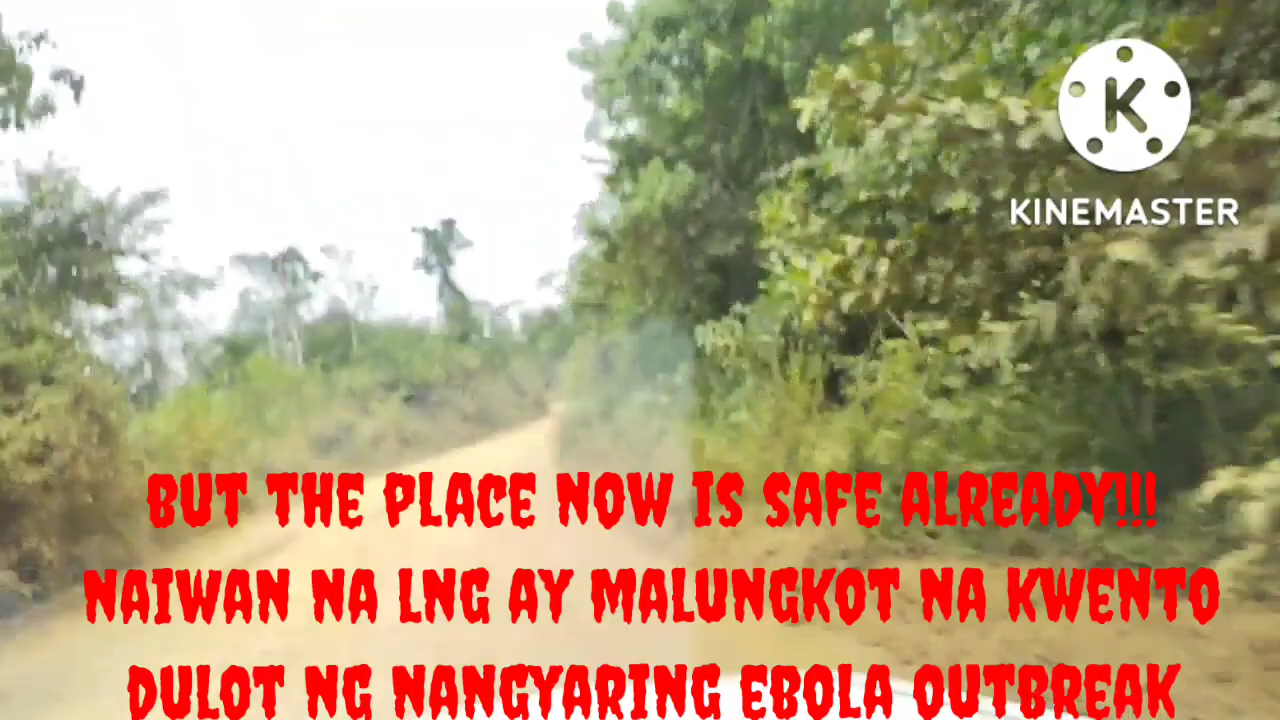 K
KINEMASTER
BUT THE PLACE NOW IS SAFE ALREADY!!!
NAIWAN NA LNG AY MALUNGKOT NA KWENTO
DULOT NG NANGYARING EBOLA OUTBREAK